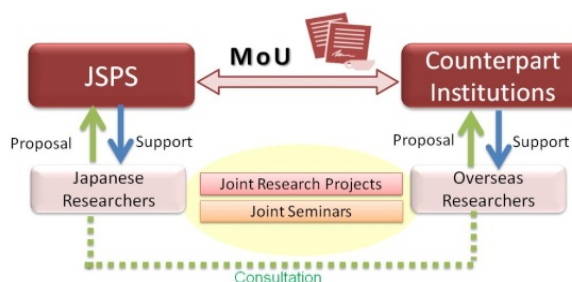 MoU
JSPS
Counterpart
Institutions
Proposal
Support
Proposal
Support
Japanese
Researchers
Joint Research Projects
Joint Seminars
Overseas
Researchers
Consultation